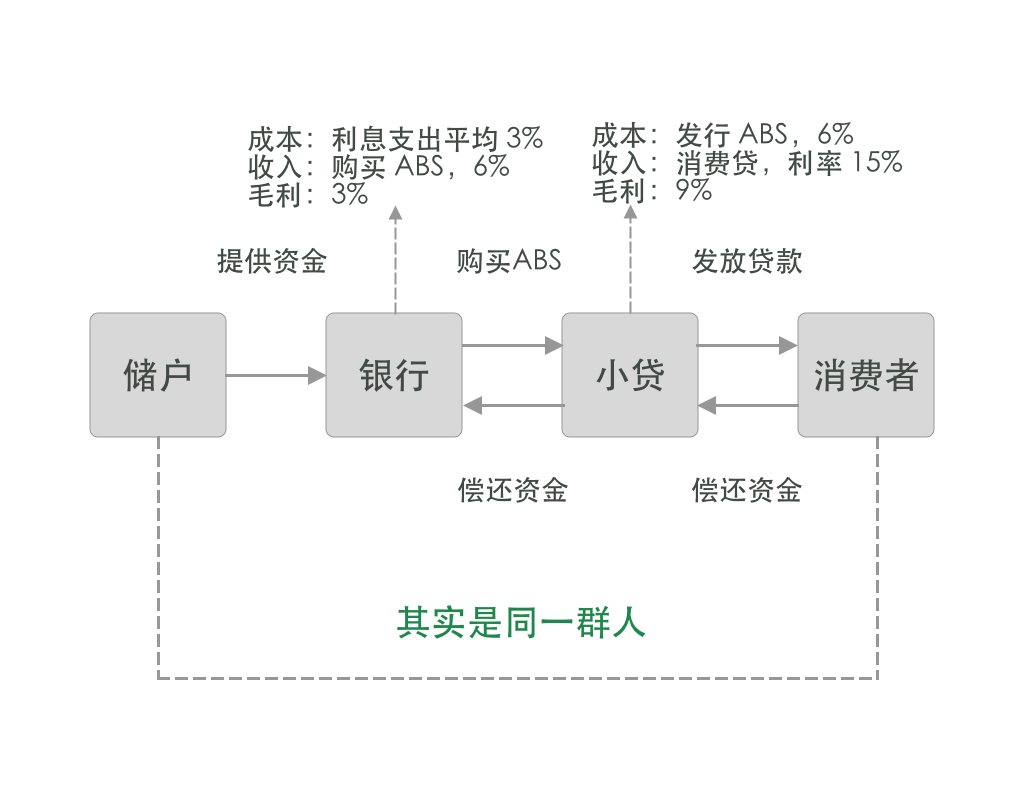 成本：利息支出平均 3%
收入：购买 ABS，6%
毛利：3%
成本：发行 ABS，6%
收入：消费贷，利率 15%
毛利：9%
提供资金
购买ABS
发放贷款
储户
银行
小贷
消费者
偿还资金
偿还资金
其实是同一群人